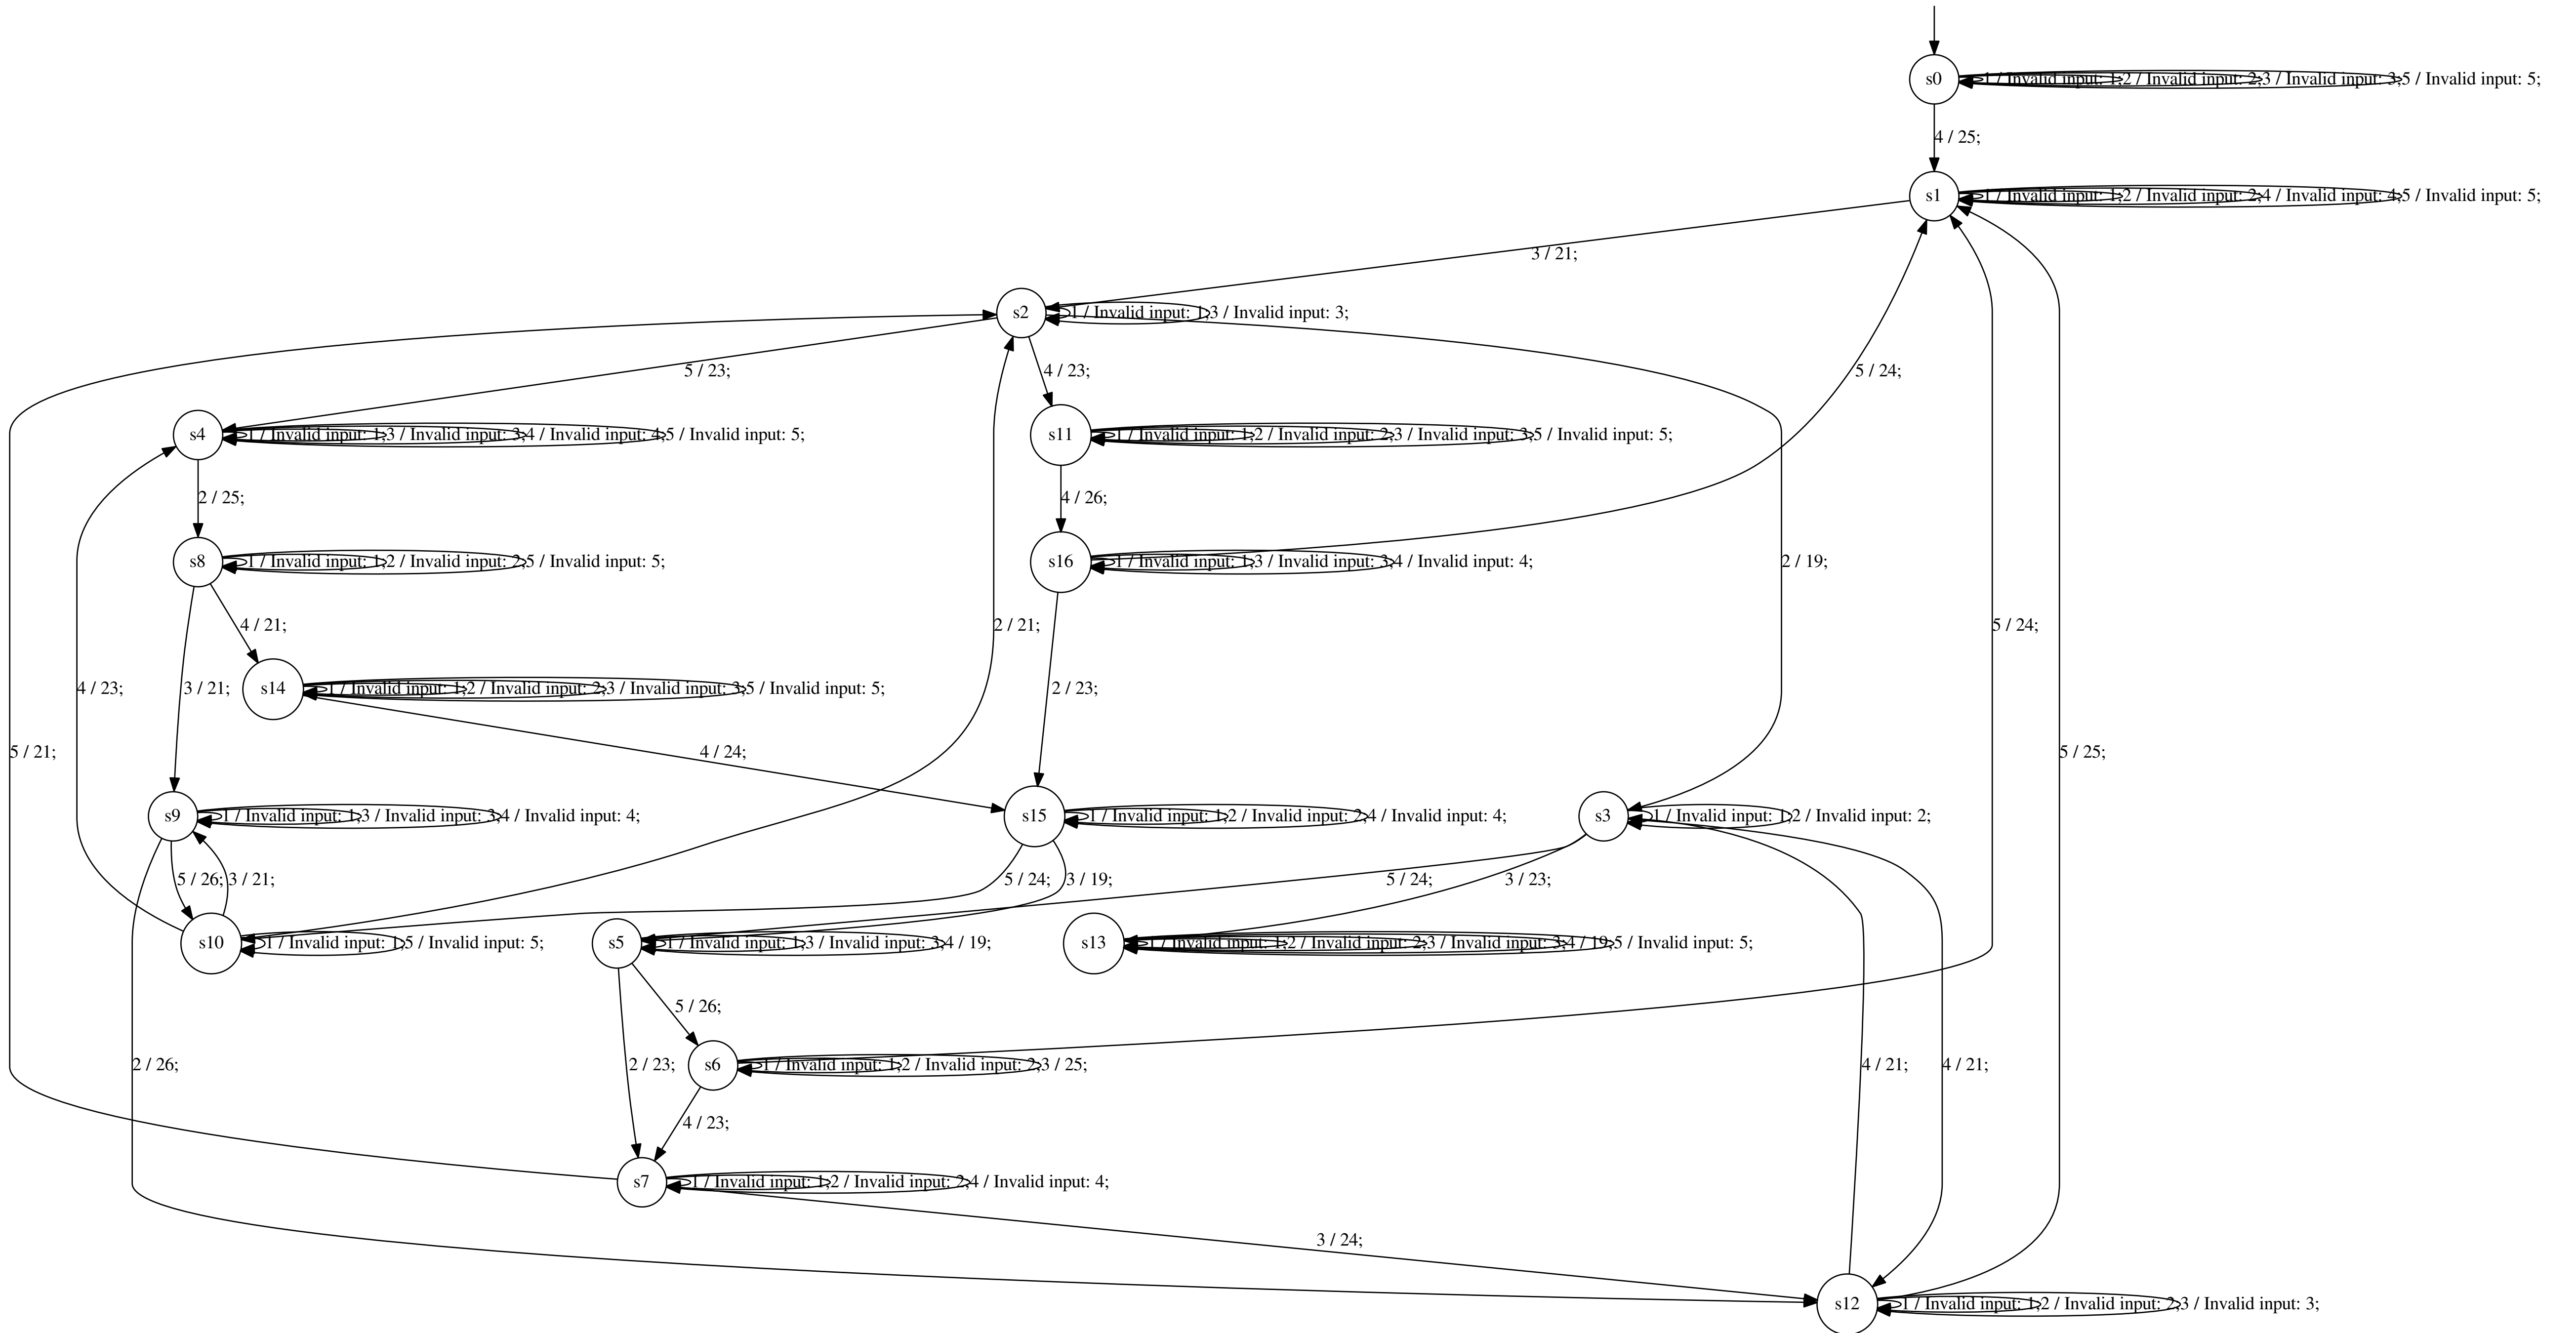 s0
1 / Invalid input: 1;
2 / Invalid input: 2;
3 / Invalid input: 3;
5 / Invalid input: 5;
4 / 25;
s1
1 / Invalid input: 1;
2 / Invalid input: 2;
4 / Invalid input: 4;
5 / Invalid input: 5;
3 / 21;
s2
1 / Invalid input: 1;
3 / Invalid input: 3;
5 / 23;
4 / 23;
5 / 24;
s4
1 / Invalid input: 1;
3 / Invalid input: 3;
4 / Invalid input: 4;
5 / Invalid input: 5;
s11
1 / Invalid input: 1;
2 / Invalid input: 2;
3 / Invalid input: 3;
5 / Invalid input: 5;
2 / 25;
4 / 26;
s8
1 / Invalid input: 1;
2 / Invalid input: 2;
5 / Invalid input: 5;
s16
1 / Invalid input: 1;
3 / Invalid input: 3;
4 / Invalid input: 4;
2 / 19;
4 / 21;
2 / 21;
5 / 24;
4 / 23;
3 / 21;
s14
1 / Invalid input: 1;
2 / Invalid input: 2;
3 / Invalid input: 3;
5 / Invalid input: 5;
2 / 23;
5 / 21;
4 / 24;
5 / 25;
s9
1 / Invalid input: 1;
3 / Invalid input: 3;
4 / Invalid input: 4;
s15
1 / Invalid input: 1;
2 / Invalid input: 2;
4 / Invalid input: 4;
s3
1 / Invalid input: 1;
2 / Invalid input: 2;
5 / 26;
3 / 21;
5 / 24;
3 / 19;
5 / 24;
3 / 23;
s10
1 / Invalid input: 1;
5 / Invalid input: 5;
s5
1 / Invalid input: 1;
3 / Invalid input: 3;
4 / 19;
s13
1 / Invalid input: 1;
2 / Invalid input: 2;
3 / Invalid input: 3;
4 / 19;
5 / Invalid input: 5;
5 / 26;
2 / 26;
2 / 23;
s6
1 / Invalid input: 1;
2 / Invalid input: 2;
3 / 25;
4 / 21;
4 / 21;
4 / 23;
s7
1 / Invalid input: 1;
2 / Invalid input: 2;
4 / Invalid input: 4;
3 / 24;
s12
1 / Invalid input: 1;
2 / Invalid input: 2;
3 / Invalid input: 3;